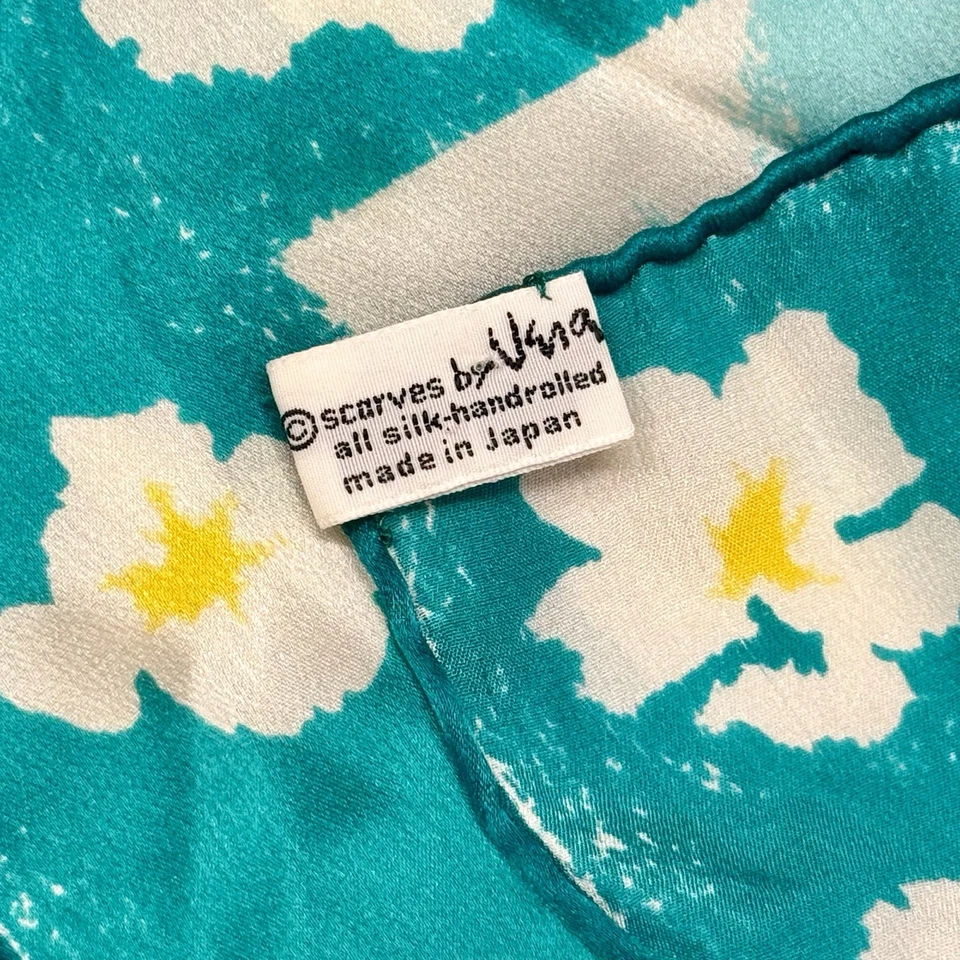 ©scarves by Vera
all silk-handrolled
made in Japan